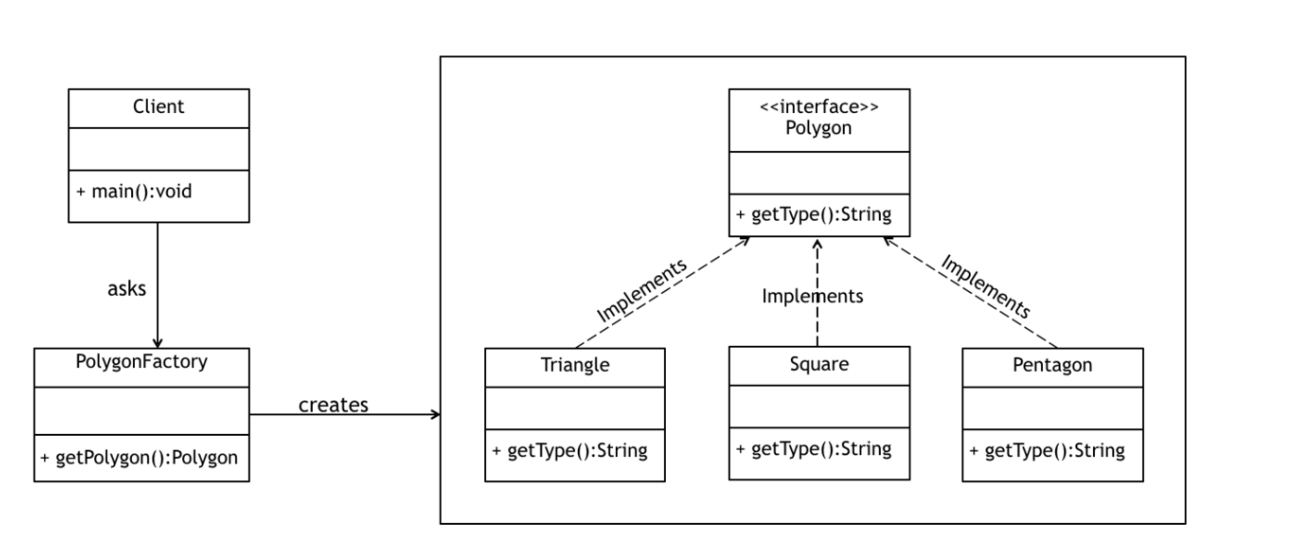 Client
+ main():void
asks
PolygonFactory
+ getPolygon():Polygon
creates
<<interface>>
Polygon
+ getType():String
Implements
Implements
Implements
Triangle
+ getType():String
Square
+ getType():String
Pentagon
+ getType():String